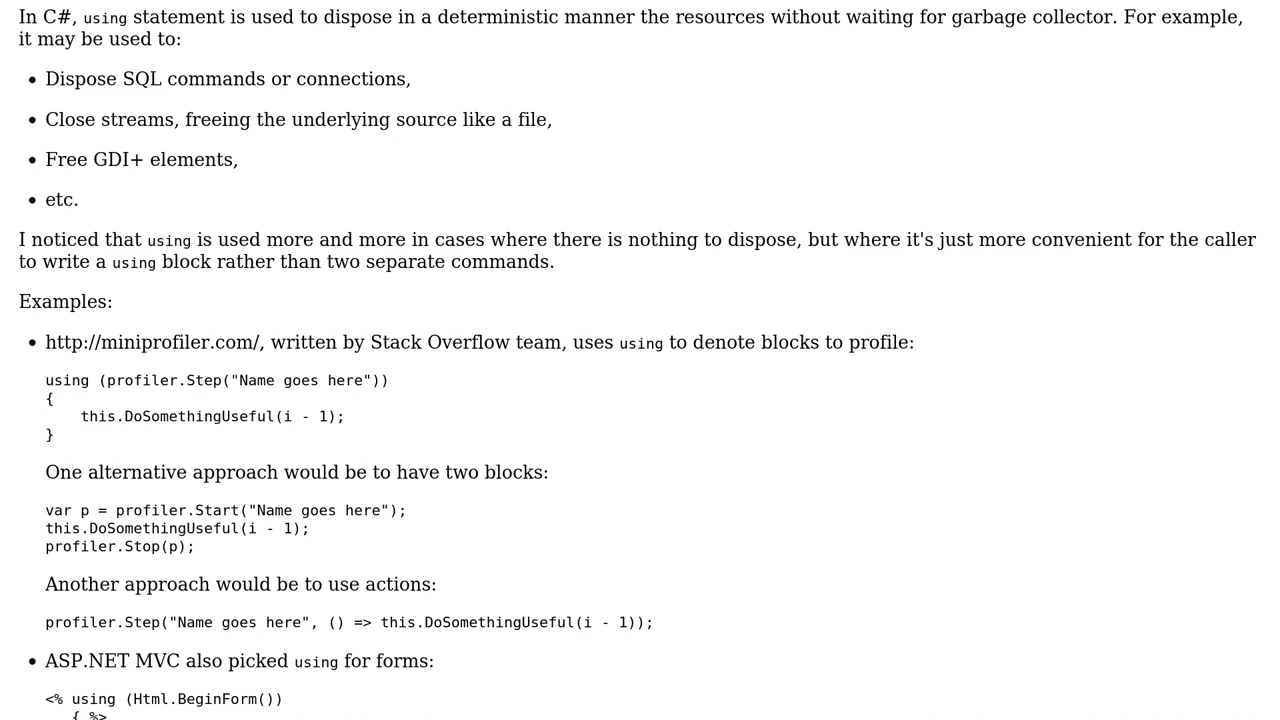 In C#, using statement is used to dispose in a deterministic manner the resources without waiting for garbage collector. For example,
it may be used to:
• Dispose SQL commands or connections,
• Close streams, freeing the underlying source like a file,
• Free GDI+ elements,
• etc.
I noticed that using is used more and more in cases where there is nothing to dispose, but where it's just more convenient for the caller
to write a using block rather than two separate commands.
Examples:
• http://miniprofiler.com/, written by Stack Overflow team, uses using to denote blocks to profile:
using (profiler.Step("Name goes here"))
{
    this.DoSomethingUseful(i - 1);
}
One alternative approach would be to have two blocks:
var p = profiler.Start("Name goes here");
this.DoSomethingUseful(i - 1);
profiler.Stop(p);
Another approach would be to use actions:
profiler.Step("Name goes here", () => this.DoSomethingUseful(i - 1));
• ASP.NET MVC also picked using for forms:
<% using (Html.BeginForm())
   { %>